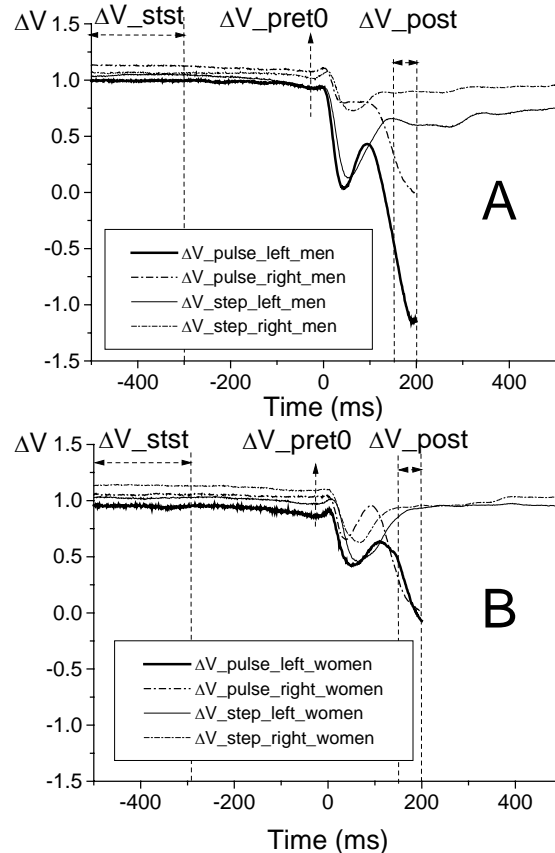 ΔV ΔV_stst ΔV_pret0 ΔV_post
1.5
1.0
0.5
0.0
-0.5
-1.0
-1.5
A
ΔV_pulse_left_men
ΔV_pulse_right_men
ΔV_step_left_men
ΔV_step_right_men
-400 -200 0 200 400
Time (ms)
ΔV ΔV_stst ΔV_pret0 ΔV_post
1.5
1.0
0.5
0.0
-0.5
-1.0
-1.5
B
ΔV_pulse_left_women
ΔV_pulse_right_women
ΔV_step_left_women
ΔV_step_right_women
-400 -200 0 200 400
Time (ms)